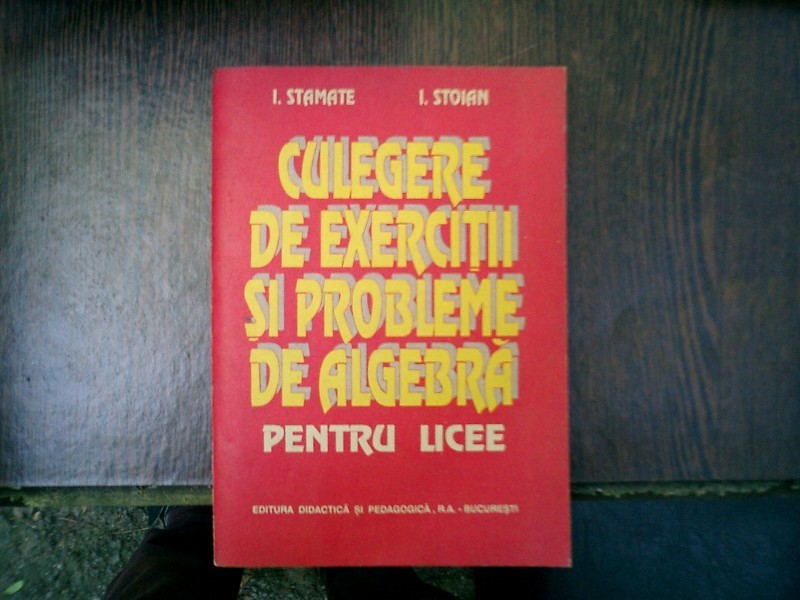 I. STAMATE I. STOIAN
CULEGERE
DE EXERCIȚII
ȘI PROBLEME
DE ALGEBRĂ
PENTRU LICEE
EDITURA DIDACTICĂ ȘI PEDAGOGICĂ, R.A. - BUCUREȘTI